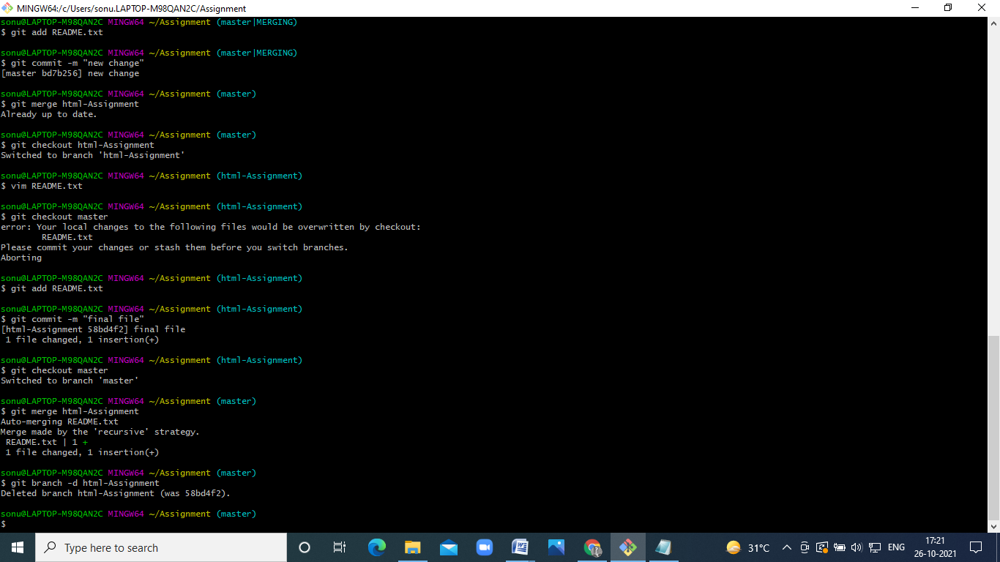 MINGW64:/c/Users/sonu.LAPTOP-M98QAN2C/Assignment
sonu@LAPTOP-M98QAN2C MINGW64 ~/Assignment (master|MERGING)
$ git add README.txt
sonu@LAPTOP-M98QAN2C MINGW64 ~/Assignment (master|MERGING)
$ git commit -m "new change"
[master bd7b256] new change
sonu@LAPTOP-M98QAN2C MINGW64 ~/Assignment (master)
$ git merge html-Assignment
Already up to date.
sonu@LAPTOP-M98QAN2C MINGW64 ~/Assignment (master)
$ git checkout html-Assignment
Switched to branch 'html-Assignment'
sonu@LAPTOP-M98QAN2C MINGW64 ~/Assignment (html-Assignment)
$ vim README.txt
sonu@LAPTOP-M98QAN2C MINGW64 ~/Assignment (html-Assignment)
$ git checkout master
error: Your local changes to the following files would be overwritten by checkout:
README.txt
Please commit your changes or stash them before you switch branches.
Aborting
sonu@LAPTOP-M98QAN2C MINGW64 ~/Assignment (html-Assignment)
$ git add README.txt
sonu@LAPTOP-M98QAN2C MINGW64 ~/Assignment (html-Assignment)
$ git commit -m "final file"
[html-Assignment 58bd4f2] final file
1 file changed, 1 insertion(+)
sonu@LAPTOP-M98QAN2C MINGW64 ~/Assignment (html-Assignment)
$ git checkout master
Switched to branch 'master'
sonu@LAPTOP-M98QAN2C MINGW64 ~/Assignment (master)
$ git merge html-Assignment
Auto-merging README.txt
Merge made by the 'recursive' strategy.
README.txt | 1 +
1 file changed, 1 insertion(+)
sonu@LAPTOP-M98QAN2C MINGW64 ~/Assignment (master)
$ git branch -d html-Assignment
Deleted branch html-Assignment (was 58bd4f2).
sonu@LAPTOP-M98QAN2C MINGW64 ~/Assignment (master)
$
Type here to search
31°C
ENG
17:21
26-10-2021